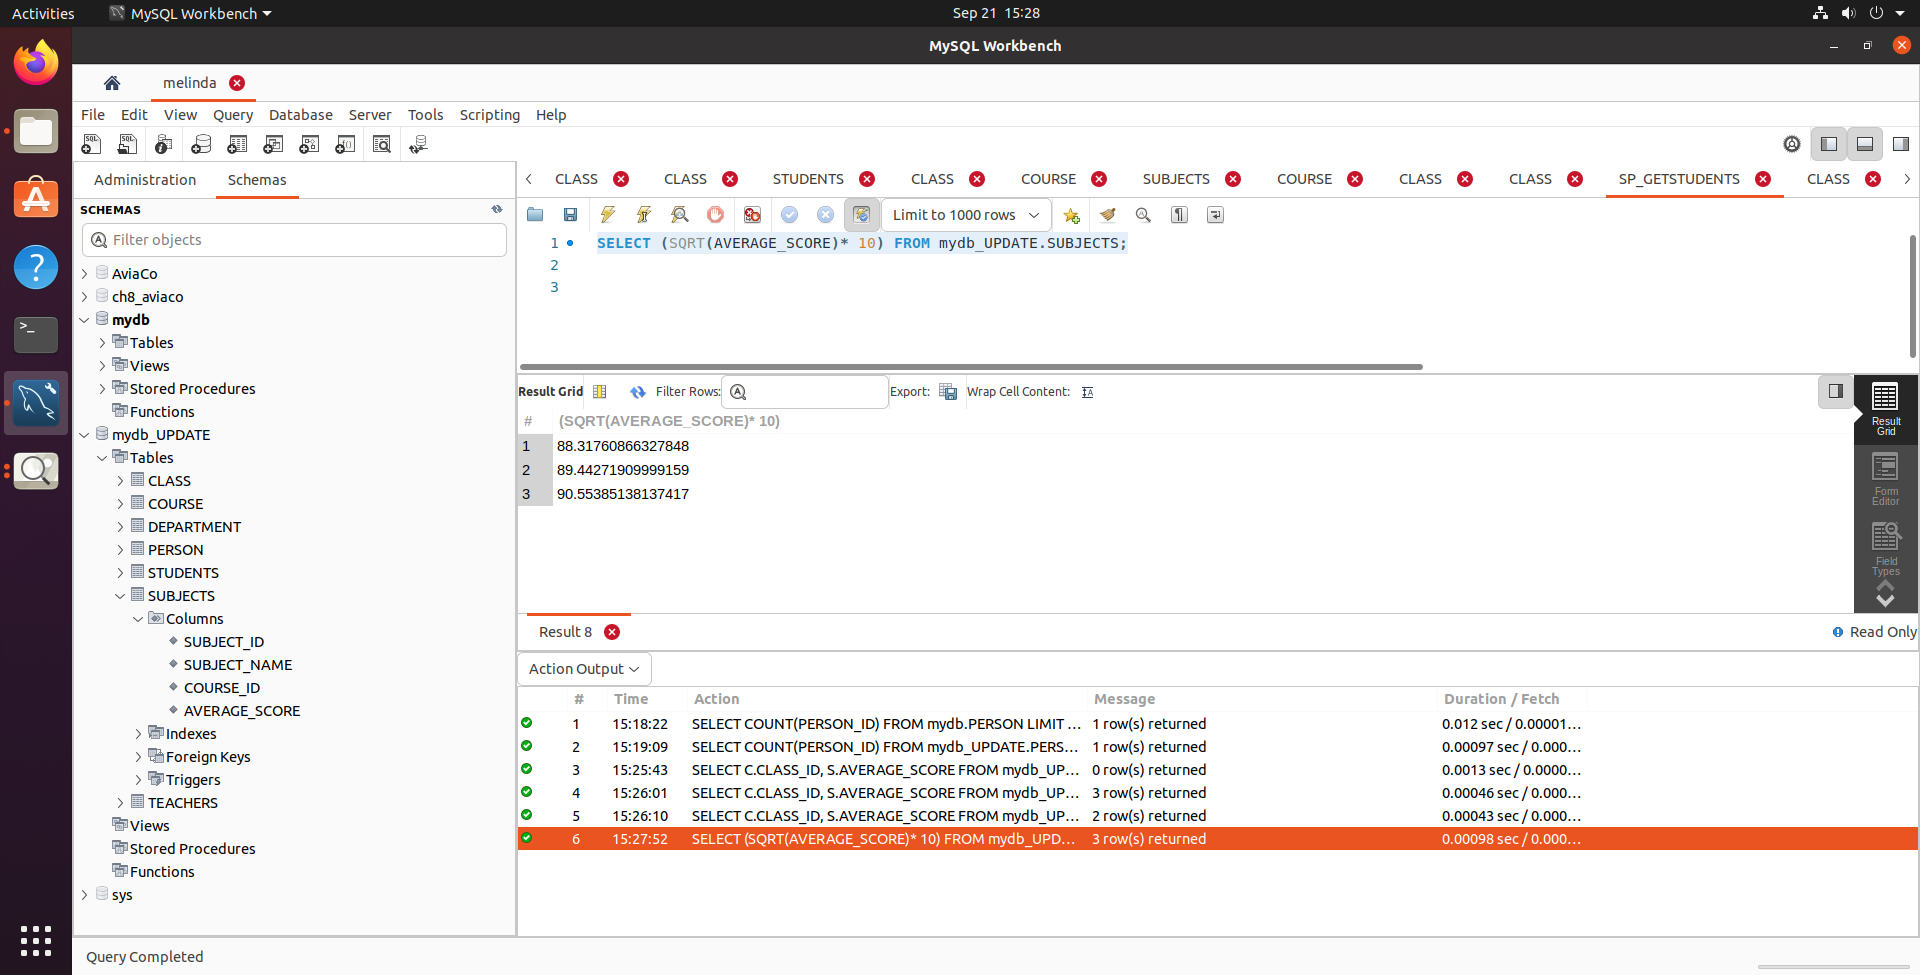 Activities MySQL Workbench Sep 21 15:28
MySQL Workbench
melinda
File Edit View Query Database Server Tools Scripting Help
Administration Schemas
CLASS CLASS STUDENTS CLASS COURSE SUBJECTS COURSE CLASS CLASS SP_GETSTUDENTS CLASS
SCHEMAS
Filter objects
AviaCo
ch8_aviaco
mydb
Tables
Views
Stored Procedures
Functions
mydb_UPDATE
Tables
CLASS
COURSE
DEPARTMENT
PERSON
STUDENTS
SUBJECTS
Columns
SUBJECT_ID
SUBJECT_NAME
COURSE_ID
AVERAGE_SCORE
Indexes
Foreign Keys
Triggers
TEACHERS
Views
Stored Procedures
Functions
sys
Limit to 1000 rows
1 SELECT (SQRT(AVERAGE_SCORE)* 10) FROM mydb_UPDATE.SUBJECTS;
2
3
Result Grid Filter Rows: Export: Wrap Cell Content:
# (SQRT(AVERAGE_SCORE)* 10)
1 88.31760866327848
2 89.44271909999159
3 90.55385138137417
Result
Grid
Form
Editor
Field
Types
Result 8 Read Only
Action Output
# Time Action Message Duration / Fetch
1 15:18:22 SELECT COUNT(PERSON_ID) FROM mydb.PERSON LIMIT ... 1 row(s) returned 0.012 sec / 0.00001...
2 15:19:09 SELECT COUNT(PERSON_ID) FROM mydb_UPDATE.PERS... 1 row(s) returned 0.00097 sec / 0.000...
3 15:25:43 SELECT C.CLASS_ID, S.AVERAGE_SCORE FROM mydb_UP... 0 row(s) returned 0.0013 sec / 0.0000...
4 15:26:01 SELECT C.CLASS_ID, S.AVERAGE_SCORE FROM mydb_UP... 3 row(s) returned 0.00046 sec / 0.000...
5 15:26:10 SELECT C.CLASS_ID, S.AVERAGE_SCORE FROM mydb_UP... 2 row(s) returned 0.00043 sec / 0.000...
6 15:27:52 SELECT (SQRT(AVERAGE_SCORE)* 10) FROM mydb_UPD... 3 row(s) returned 0.00098 sec / 0.000...
Query Completed